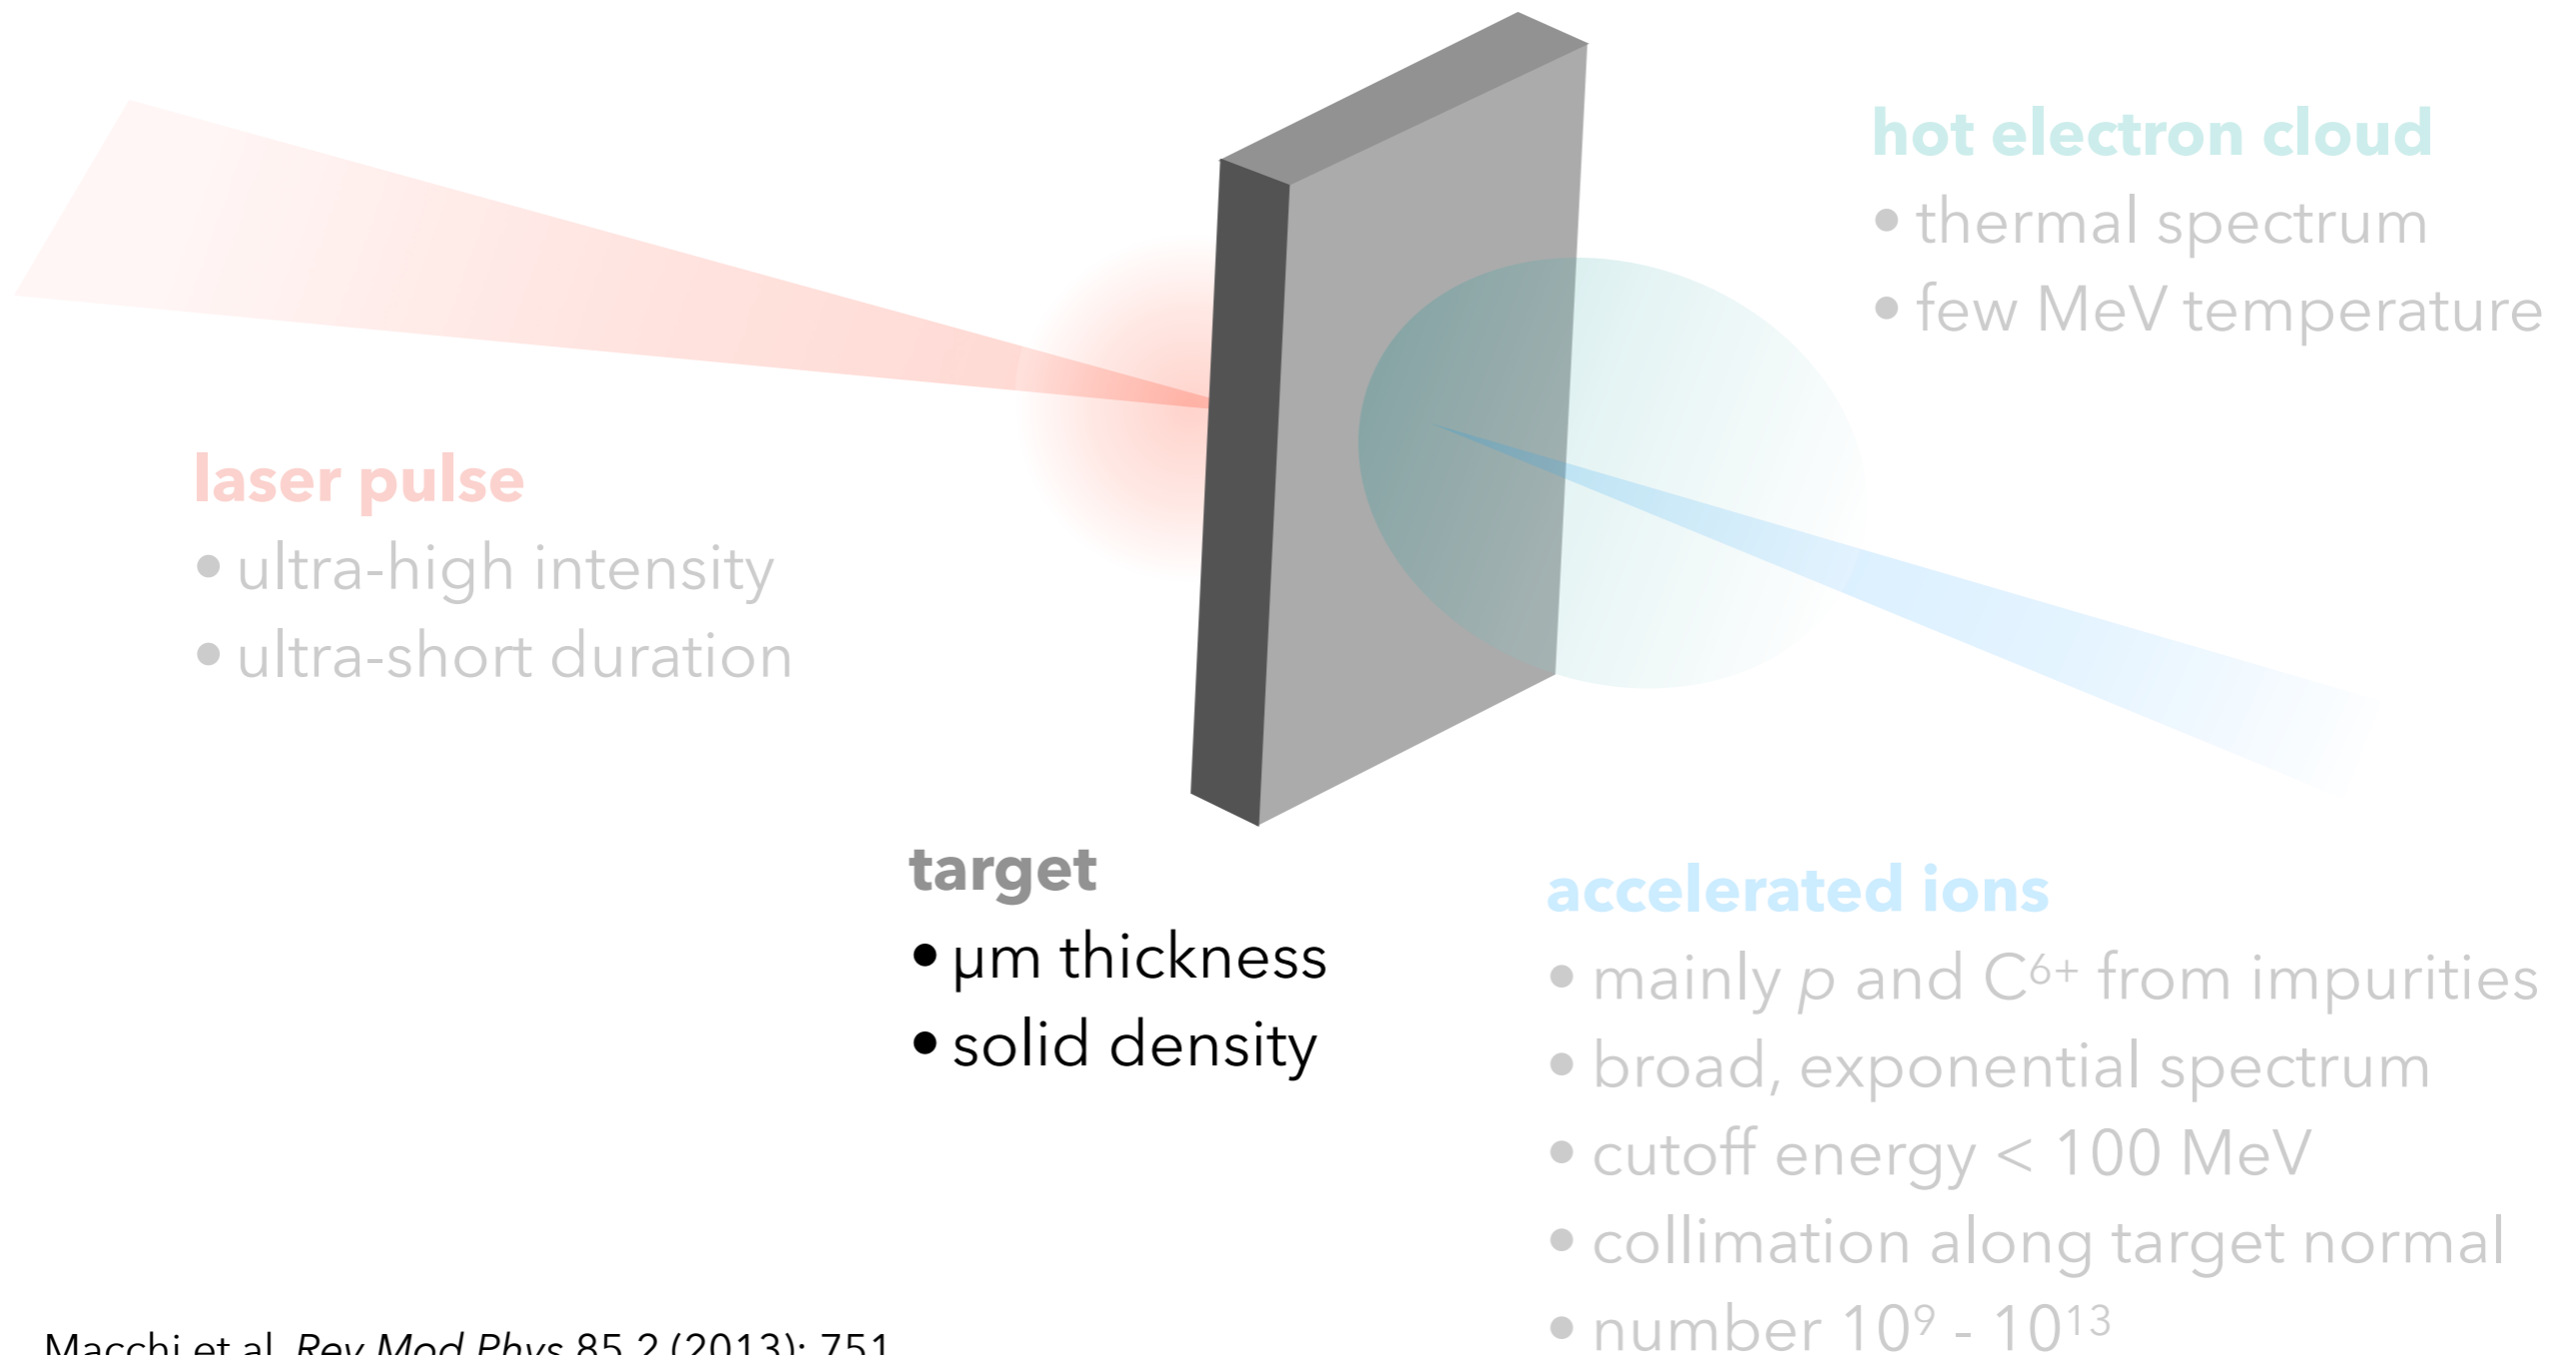 hot electron cloud
• thermal spectrum
• few MeV temperature
laser pulse
• ultra-high intensity
• ultra-short duration
target
• µm thickness
• solid density
accelerated ions
• mainly p and C⁶⁺ from impurities
• broad, exponential spectrum
• cutoff energy < 100 MeV
• collimation along target normal
• number 10⁹ - 10¹³
Macchi et al. Rev Mod Phys 85.2 (2013): 751